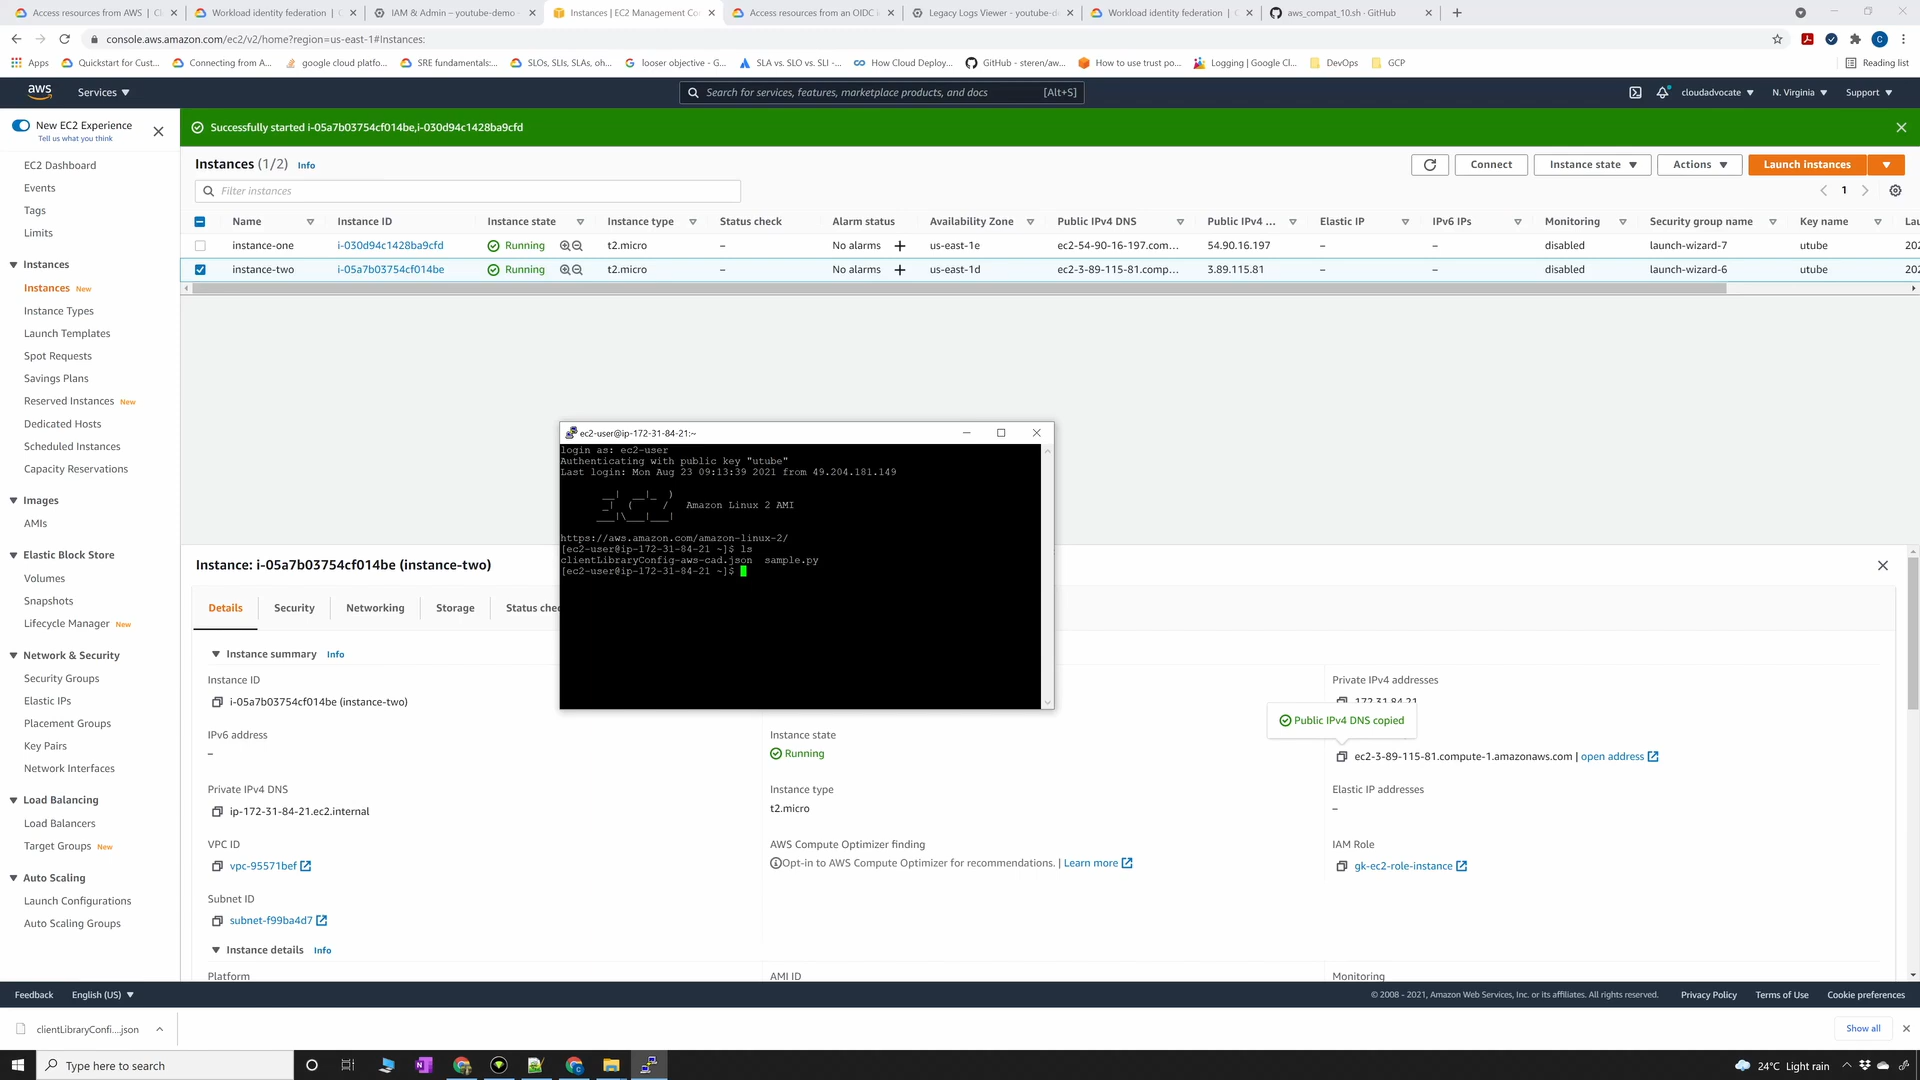 Access resources from AWS | Cl
Workload identity federation | C
IAM & Admin – youtube-demo -
Instances | EC2 Management Co
Access resources from an OIDC i
Legacy Logs Viewer - youtube-d
Workload identity federation | C
aws_compat_10.sh · GitHub
console.aws.amazon.com/ec2/v2/home?region=us-east-1#Instances:
Apps
Quickstart for Cust...
Connecting from A...
google cloud platfo...
SRE fundamentals:...
SLOs, SLIs, SLAs, oh...
looser objective - G...
SLA vs. SLO vs. SLI -...
How Cloud Deploy...
GitHub - steren/aw...
How to use trust po...
Logging | Google Cl...
DevOps
GCP
Reading list
aws
Services
Search for services, features, marketplace products, and docs
[Alt+S]
cloudadvocate
N. Virginia
Support
New EC2 Experience
Tell us what you think
Successfully started i-05a7b03754cf014be,i-030d94c1428ba9cfd
EC2 Dashboard
Events
Tags
Limits
Instances
Instances New
Instance Types
Launch Templates
Spot Requests
Savings Plans
Reserved Instances New
Dedicated Hosts
Scheduled Instances
Capacity Reservations
Images
AMIs
Elastic Block Store
Volumes
Snapshots
Lifecycle Manager New
Network & Security
Security Groups
Elastic IPs
Placement Groups
Key Pairs
Network Interfaces
Load Balancing
Load Balancers
Target Groups New
Auto Scaling
Launch Configurations
Auto Scaling Groups
Instances (1/2) Info
Connect
Instance state
Actions
Launch instances
Filter instances
1
Name Instance ID Instance state Instance type Status check Alarm status Availability Zone Public IPv4 DNS Public IPv4 ... Elastic IP IPv6 IPs Monitoring Security group name Key name Lau
instance-one i-030d94c1428ba9cfd Running t2.micro – No alarms + us-east-1e ec2-54-90-16-197.com... 54.90.16.197 – – disabled launch-wizard-7 utube 202
instance-two i-05a7b03754cf014be Running t2.micro – No alarms + us-east-1d ec2-3-89-115-81.comp... 3.89.115.81 – – disabled launch-wizard-6 utube 202
ec2-user@ip-172-31-84-21:~
login as: ec2-user
Authenticating with public key "utube"
Last login: Mon Aug 23 09:13:39 2021 from 49.204.181.149
__| __|_ )
_| ( / Amazon Linux 2 AMI
___|\___|___|
https://aws.amazon.com/amazon-linux-2/
[ec2-user@ip-172-31-84-21 ~]$ ls
clientLibraryConfig-aws-cad.json sample.py
[ec2-user@ip-172-31-84-21 ~]$
Instance: i-05a7b03754cf014be (instance-two)
Details
Security
Networking
Storage
Status chec
Instance summary Info
Instance ID
i-05a7b03754cf014be (instance-two)
Private IPv4 addresses
172.31.84.21
Public IPv4 DNS copied
IPv6 address
–
Instance state
Running
ec2-3-89-115-81.compute-1.amazonaws.com | open address
Private IPv4 DNS
ip-172-31-84-21.ec2.internal
Instance type
t2.micro
Elastic IP addresses
–
VPC ID
vpc-95571bef
AWS Compute Optimizer finding
Opt-in to AWS Compute Optimizer for recommendations. | Learn more
IAM Role
gk-ec2-role-instance
Subnet ID
subnet-f99ba4d7
Instance details Info
Platform
AMI ID
Monitoring
Feedback
English (US)
© 2008 - 2021, Amazon Web Services, Inc. or its affiliates. All rights reserved.
Privacy Policy
Terms of Use
Cookie preferences
clientLibraryConfi....json
Show all
Type here to search
24°C Light rain